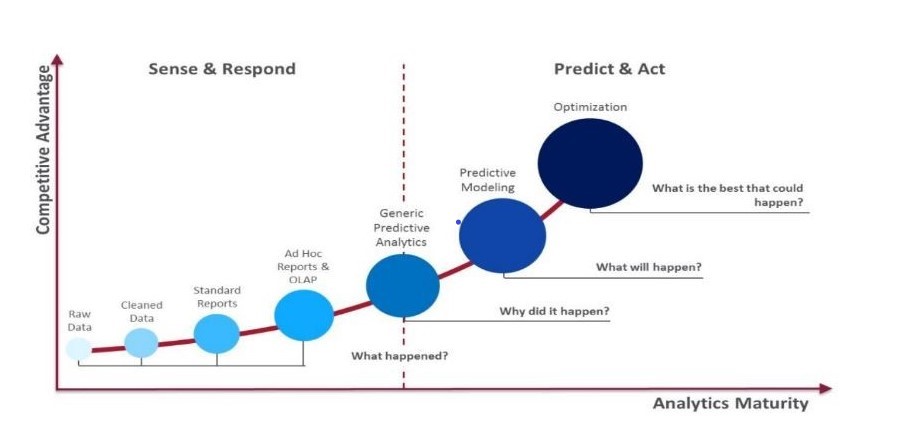 Sense & Respond
Predict & Act
Competitive Advantage
Optimization
Predictive
Modeling
What is the best that could
happen?
Generic
Predictive
Analytics
Ad Hoc
Reports &
OLAP
What will happen?
Standard
Reports
Cleaned
Data
Raw
Data
Why did it happen?
What happened?
Analytics Maturity